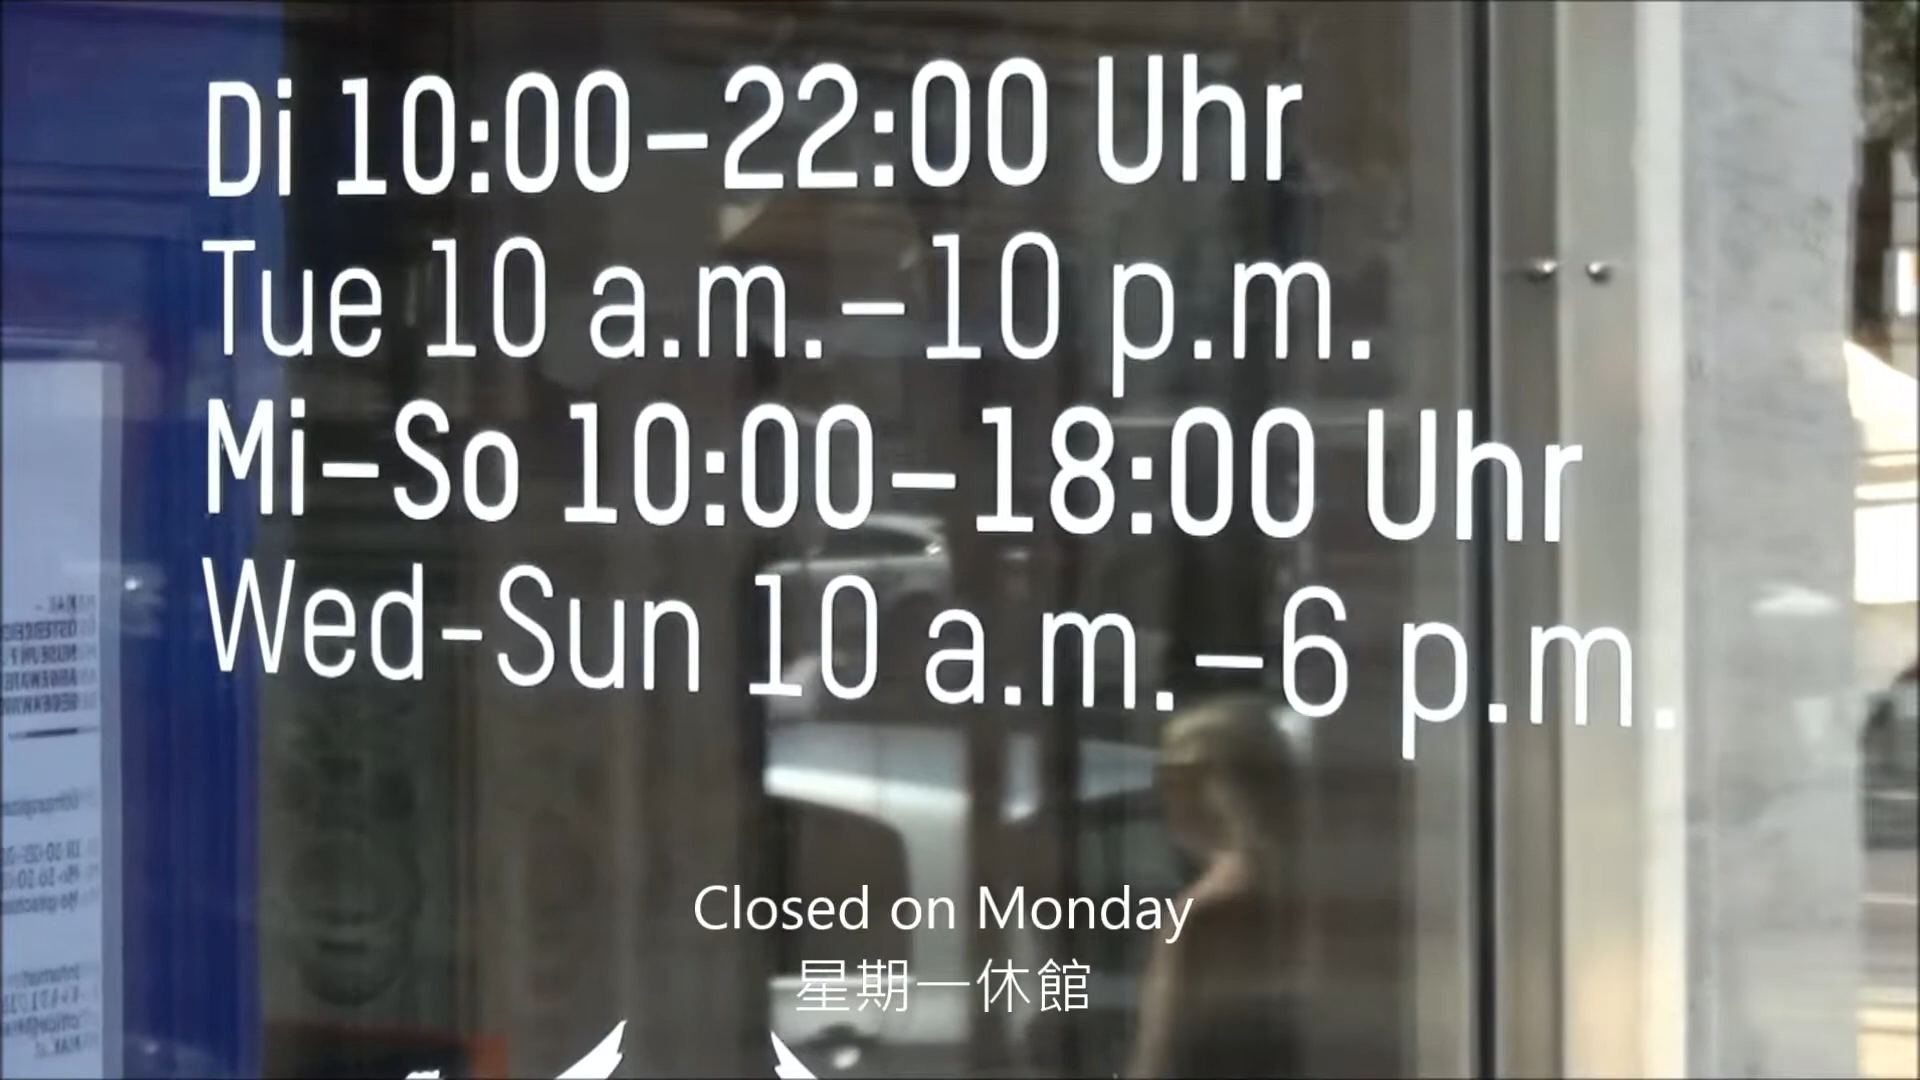 Di 10:00–22:00 Uhr
Tue 10 a.m.–10 p.m.
Mi–So 10:00–18:00 Uhr
Wed-Sun 10 a.m.–6 p.m.
Closed on Monday
星期一休館